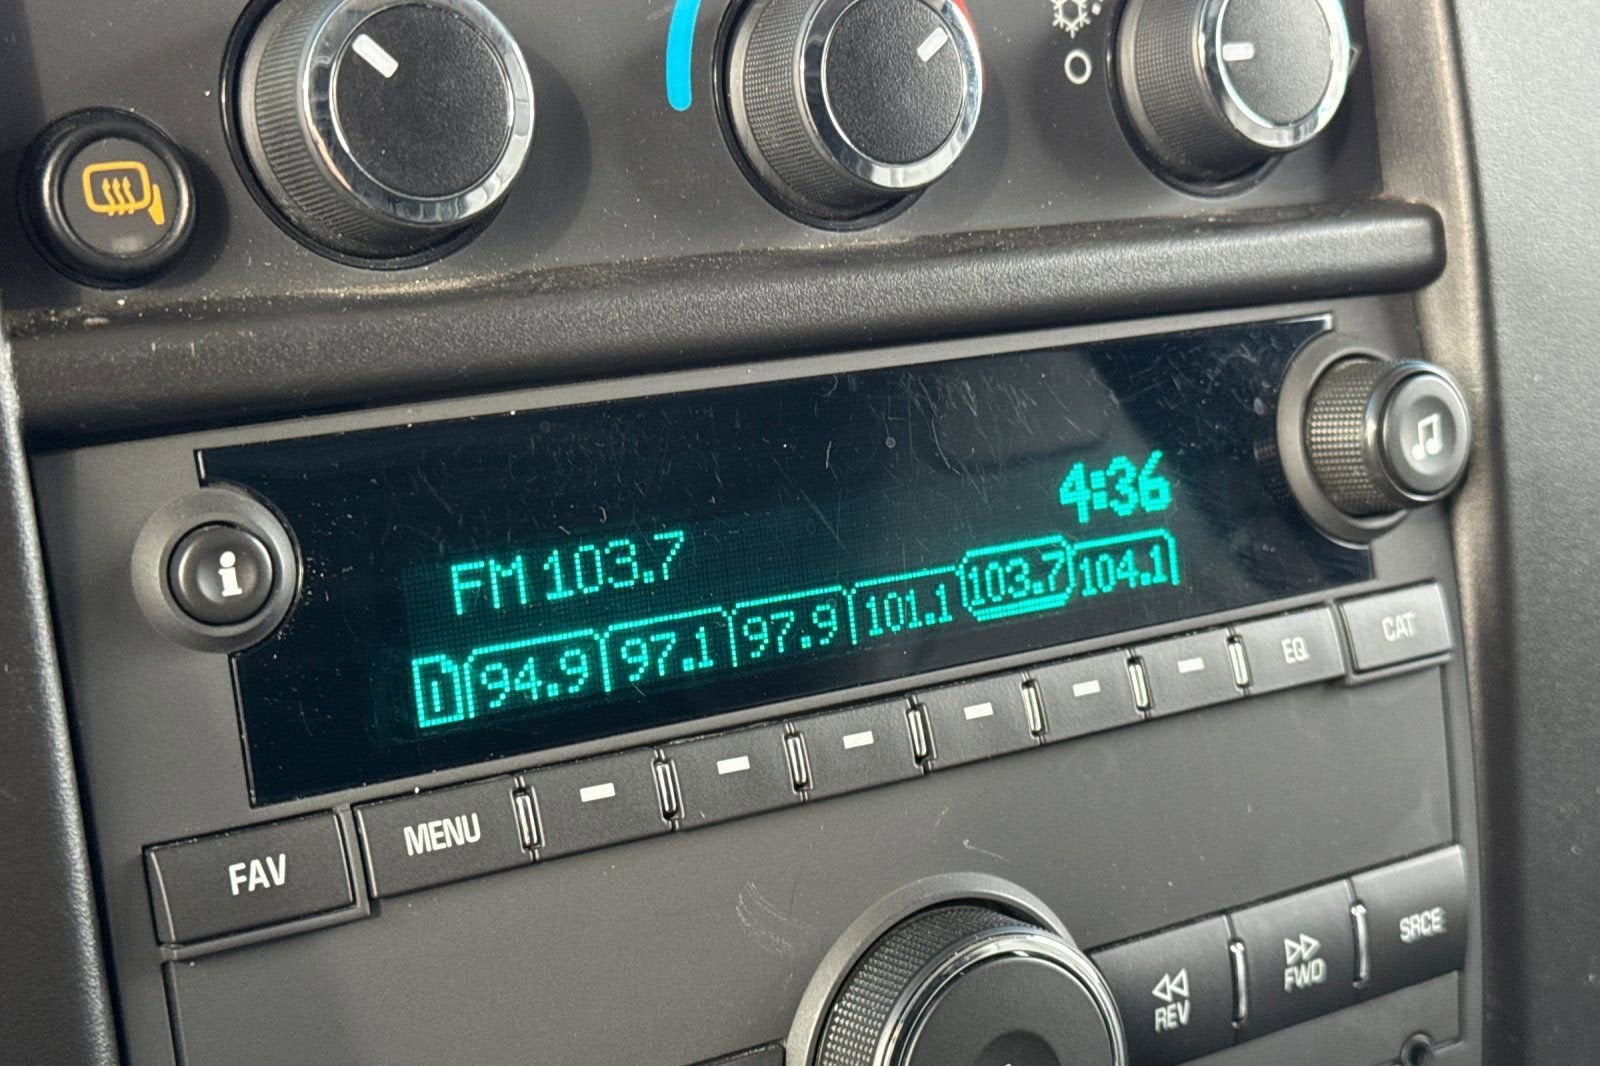 4:36
FM 103.7
1 94.9 97.1 97.9 101.1 103.7 104.1
i
FAV MENU EQ CAT
REV FWD SRCE